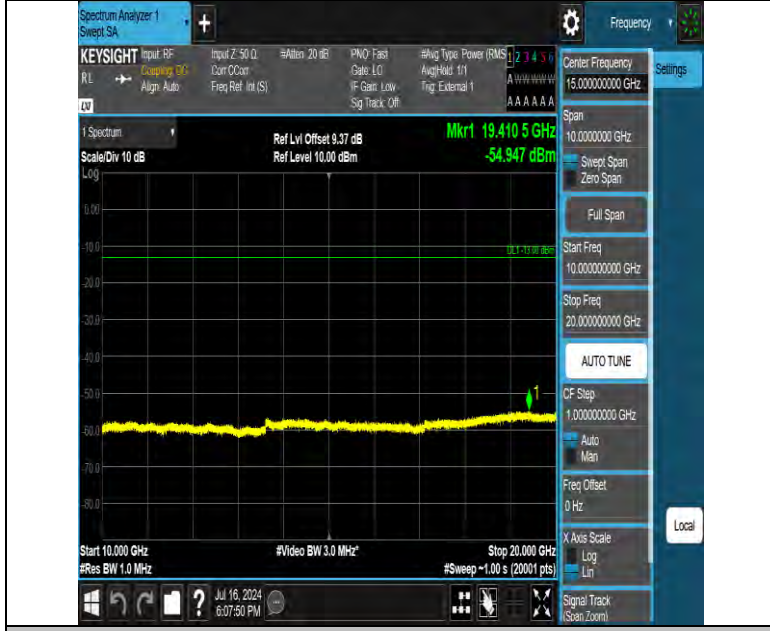 Spectrum Analyzer 1
Swept SA
+
Frequency
KEYSIGHT
Input: RF
Input Z: 50 Ω
#Atten: 20 dB
PNO: Fast
#Avg Type: Power (RMS
1 2 3 4 5 6
RL
Coupling: DC
Corr CCorr
Gate: LO
Avg|Hold: 1/1
A W W W W W
Align: Auto
Freq Ref: Int (S)
IF Gain: Low
Trig: External 1
Sig Track: Off
A A A A A A
LXI
Center Frequency
15.000000000 GHz
Settings
1 Spectrum
Ref Lvl Offset 9.37 dB
Mkr1 19.410 5 GHz
Scale/Div 10 dB
Ref Level 10.00 dBm
-54.947 dBm
Span
10.0000000 GHz
Swept Span
Zero Span
Log
0.00
Full Span
-10.0
DL1 -13.00 dBm
Start Freq
10.000000000 GHz
-20.0
Stop Freq
20.000000000 GHz
-30.0
-40.0
AUTO TUNE
-50.0
1
CF Step
1.000000000 GHz
-60.0
Auto
Man
-70.0
Freq Offset
0 Hz
-80.0
Local
Start 10.000 GHz
#Video BW 3.0 MHz*
Stop 20.000 GHz
#Res BW 1.0 MHz
#Sweep ~1.00 s (20001 pts)
X Axis Scale
Log
Lin
?
Jul 16, 2024
6:07:50 PM
Signal Track
(Span Zoom)